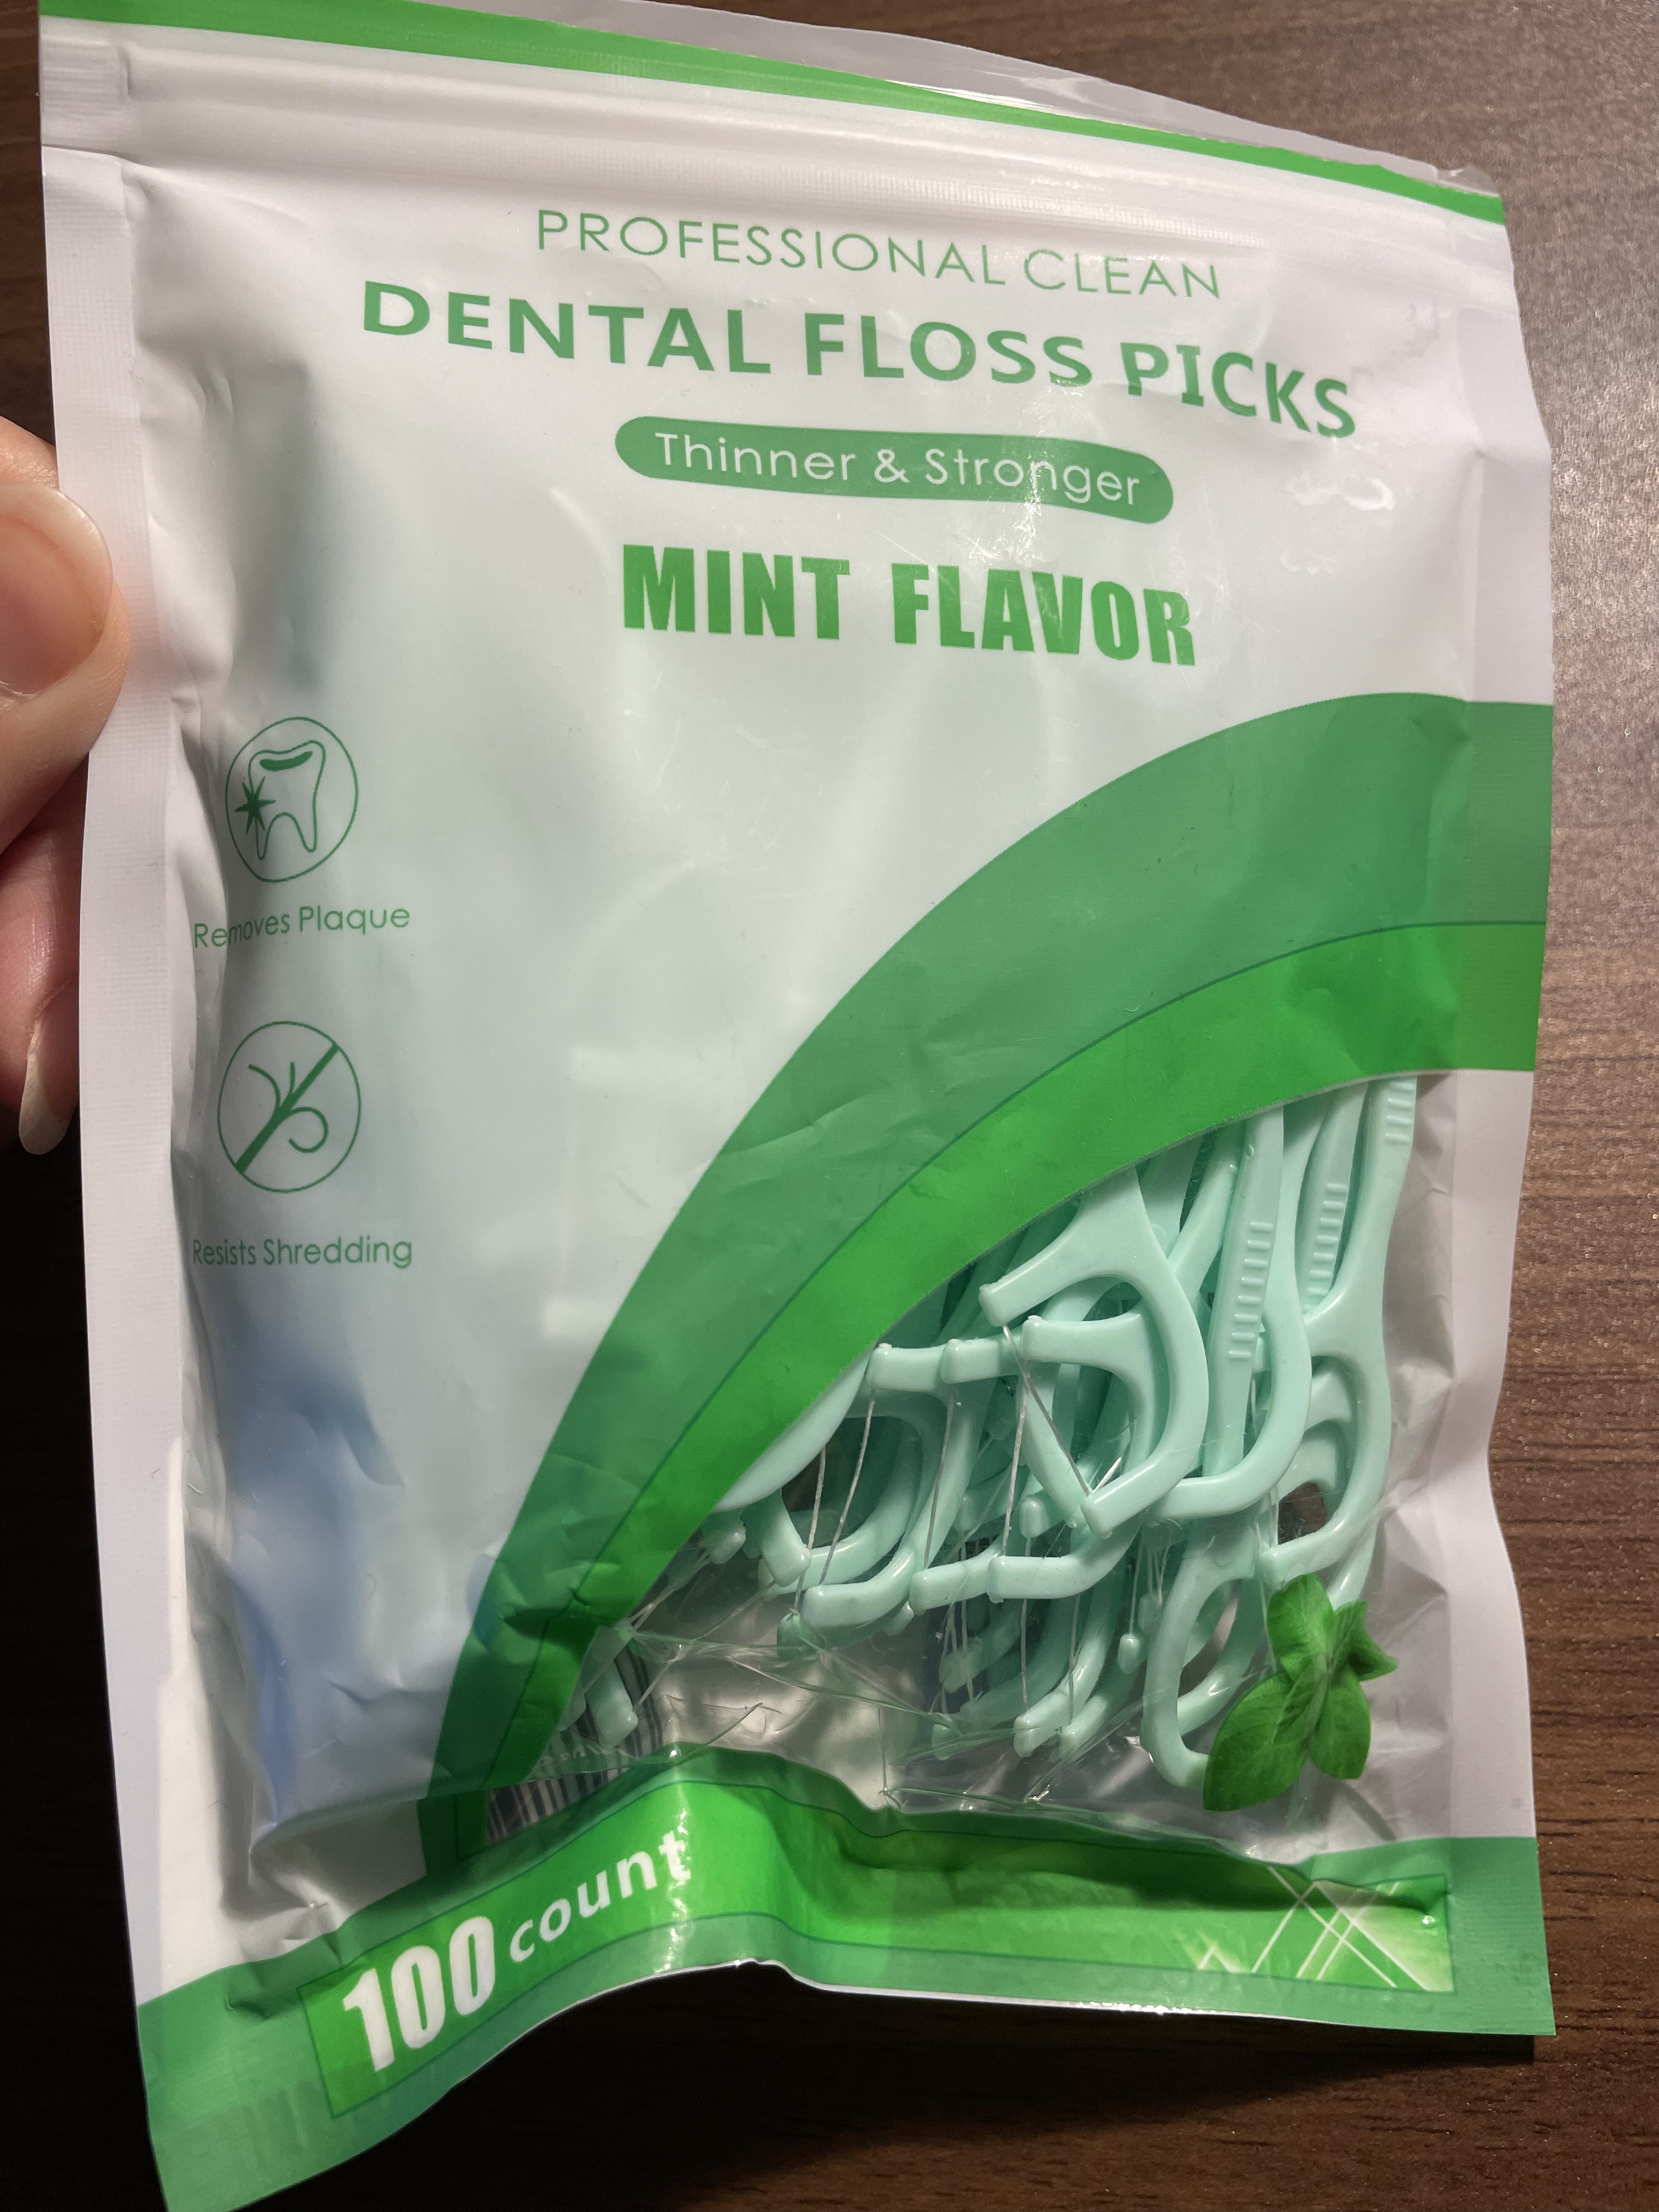 PROFESSIONAL CLEAN
DENTAL FLOSS PICKS
Thinner & Stronger
MINT FLAVOR
Removes Plaque
Resists Shredding
100 count